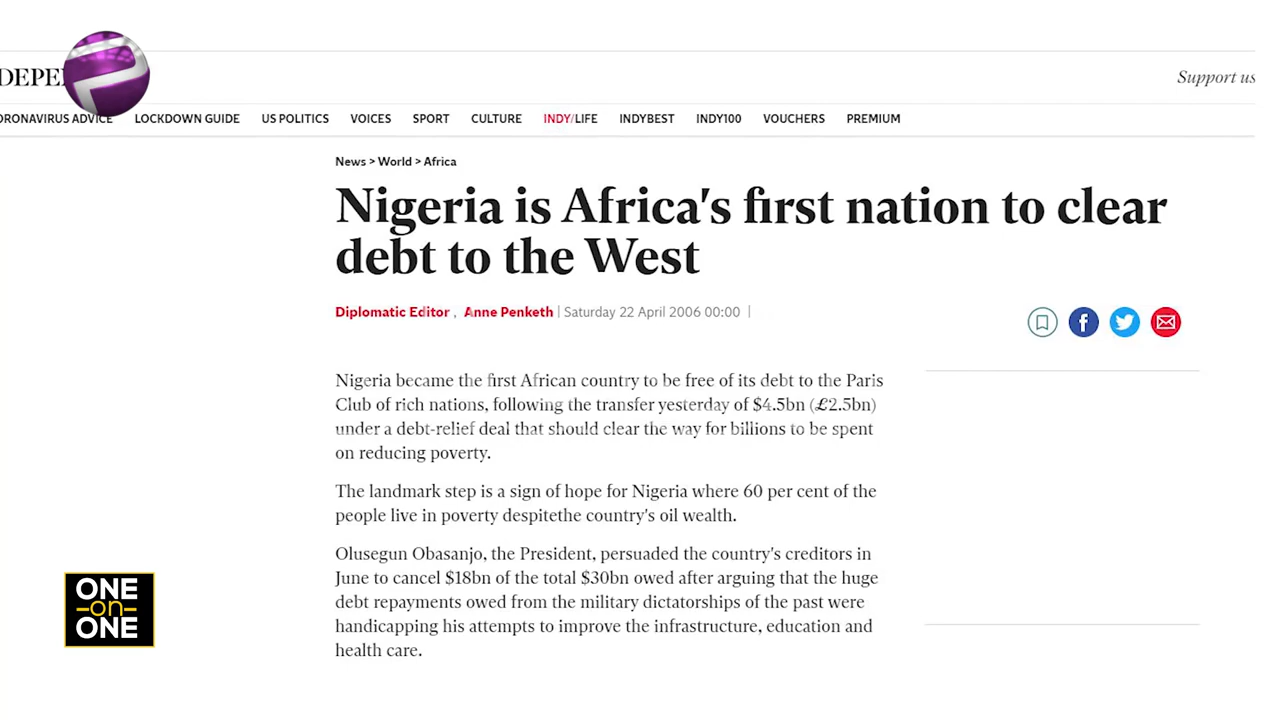 DEPE
Support us
ORONAVIRUS ADVICE LOCKDOWN GUIDE US POLITICS VOICES SPORT CULTURE INDY/LIFE INDYBEST INDY100 VOUCHERS PREMIUM
News > World > Africa
Nigeria is Africa's first nation to clear
debt to the West
Diplomatic Editor , Anne Penketh | Saturday 22 April 2006 00:00 |
Nigeria became the first African country to be free of its debt to the Paris
Club of rich nations, following the transfer yesterday of $4.5bn (£2.5bn)
under a debt-relief deal that should clear the way for billions to be spent
on reducing poverty.
The landmark step is a sign of hope for Nigeria where 60 per cent of the
people live in poverty despitethe country's oil wealth.
Olusegun Obasanjo, the President, persuaded the country's creditors in
June to cancel $18bn of the total $30bn owed after arguing that the huge
debt repayments owed from the military dictatorships of the past were
handicapping his attempts to improve the infrastructure, education and
health care.
ONE
on
ONE